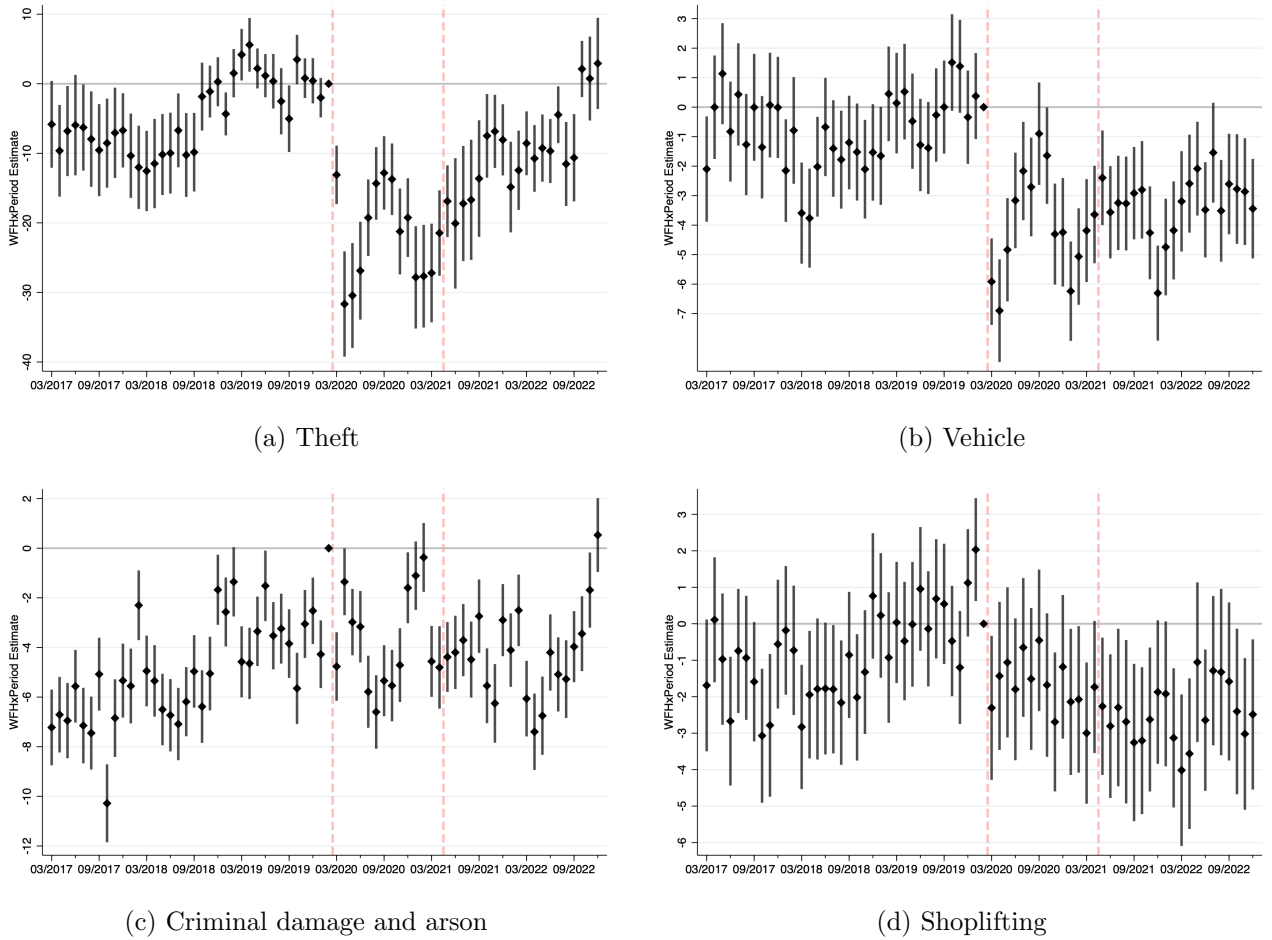 10
0
-10
-20
-30
-40
WFHxPeriod Estimate
03/2017 09/2017 03/2018 09/2018 03/2019 09/2019 03/2020 09/2020 03/2021 09/2021 03/2022 09/2022
(a) Theft
3
2
1
0
-1
-2
-3
-4
-5
-6
-7
WFHxPeriod Estimate
03/2017 09/2017 03/2018 09/2018 03/2019 09/2019 03/2020 09/2020 03/2021 09/2021 03/2022 09/2022
(b) Vehicle
2
0
-2
-4
-6
-8
-10
-12
WFHxPeriod Estimate
03/2017 09/2017 03/2018 09/2018 03/2019 09/2019 03/2020 09/2020 03/2021 09/2021 03/2022 09/2022
(c) Criminal damage and arson
3
2
1
0
-1
-2
-3
-4
-5
-6
WFHxPeriod Estimate
03/2017 09/2017 03/2018 09/2018 03/2019 09/2019 03/2020 09/2020 03/2021 09/2021 03/2022 09/2022
(d) Shoplifting